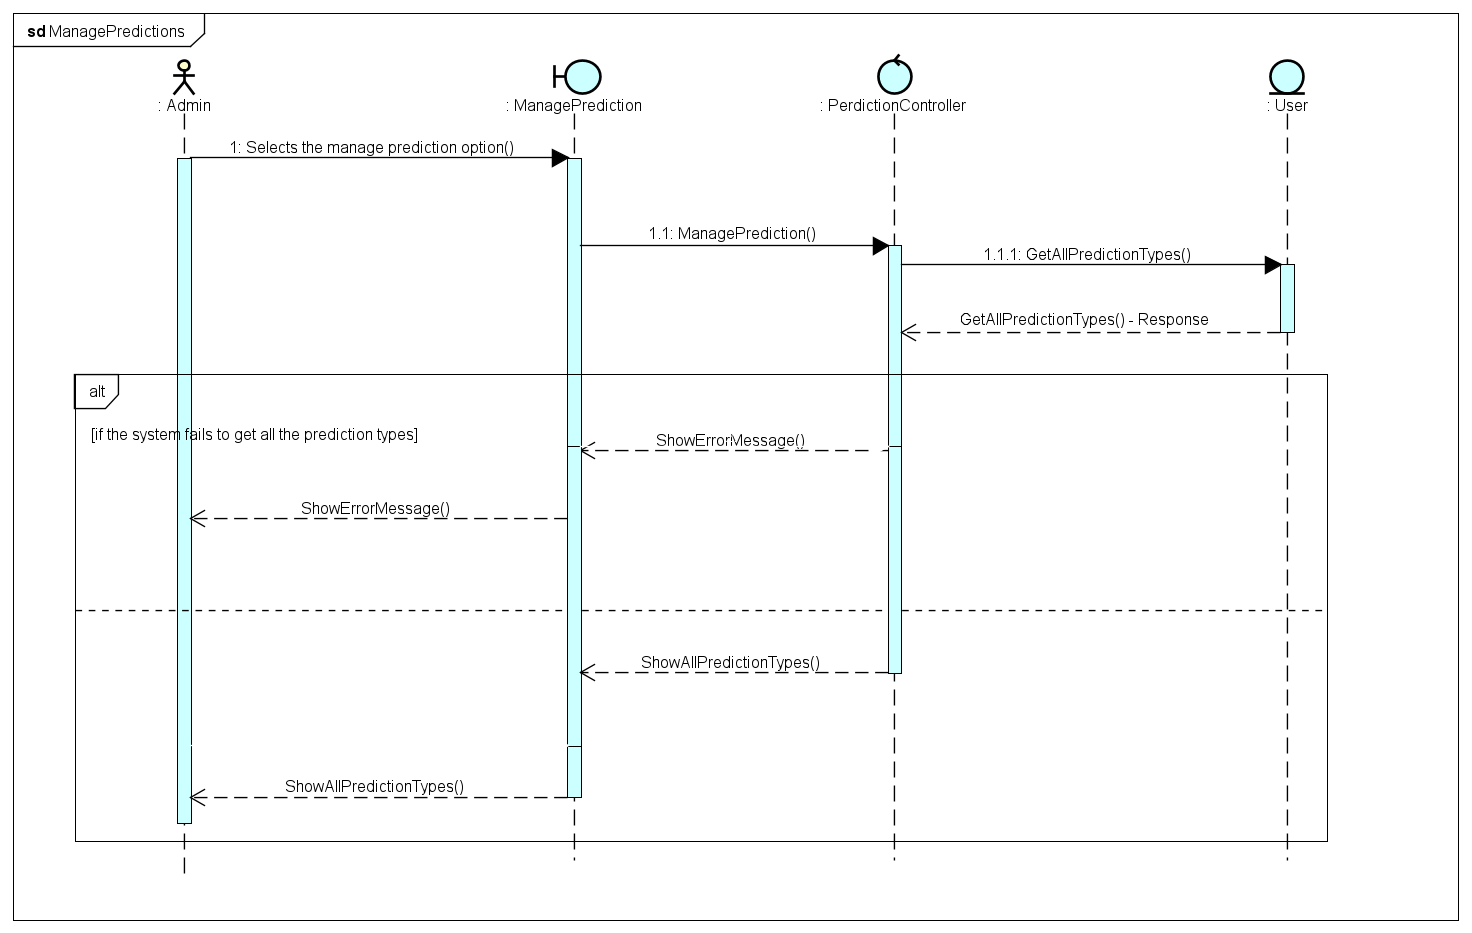 sd ManagePredictions
: Admin
: ManagePrediction
: PerdictionController
: User
1: Selects the manage prediction option()
1.1: ManagePrediction()
1.1.1: GetAllPredictionTypes()
GetAllPredictionTypes() - Response
alt
[if the system fails to get all the prediction types]
ShowErrorMessage()
ShowErrorMessage()
ShowAllPredictionTypes()
ShowAllPredictionTypes()